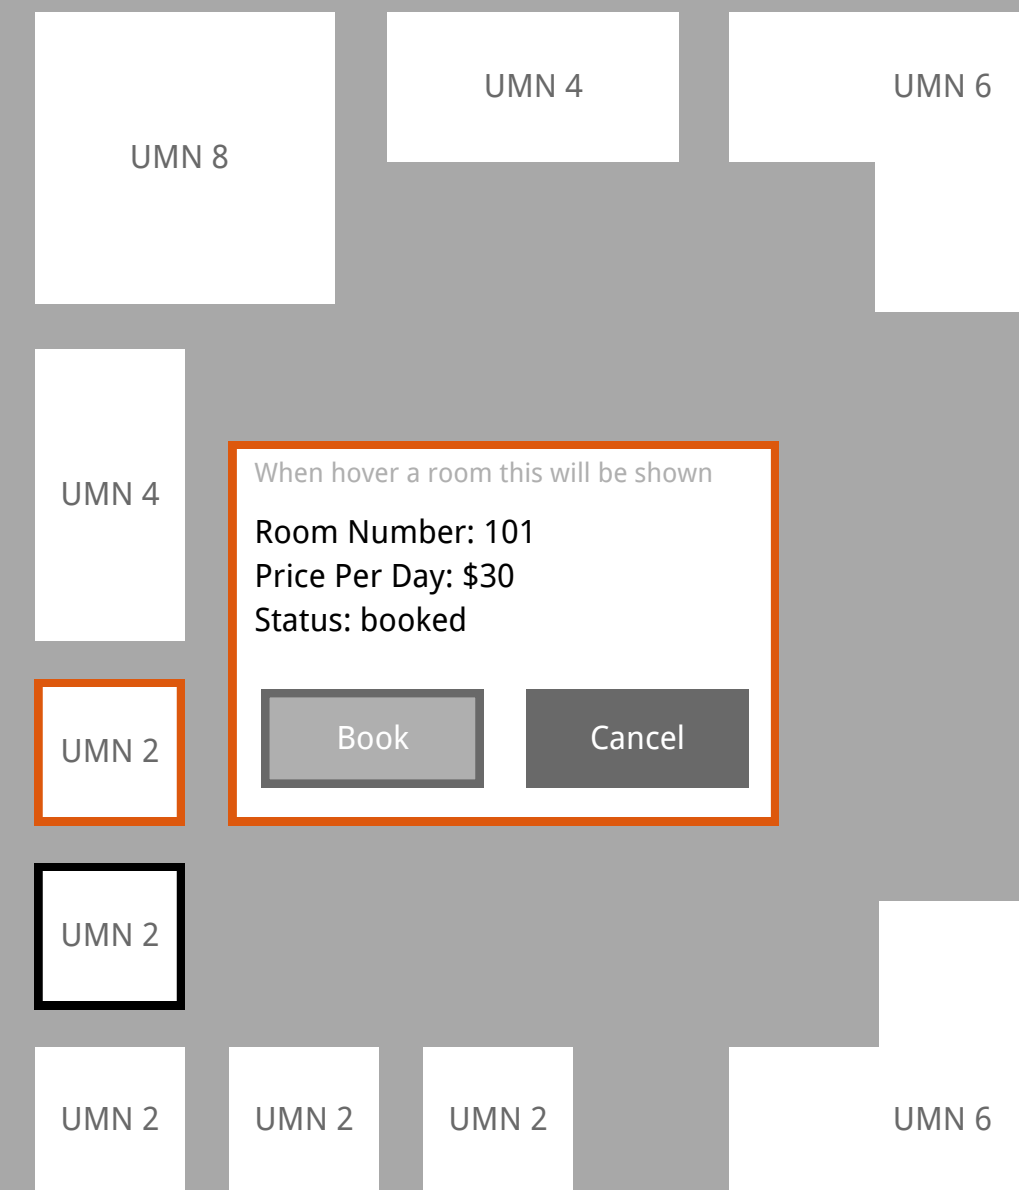 UMN 4
UMN 6
UMN 8
When hover a room this will be shown
UMN 4
Room Number: 101
Price Per Day: $30
Status: booked
Book
Cancel
UMN 2
UMN 2
UMN 2
UMN 2
UMN 2
UMN 6